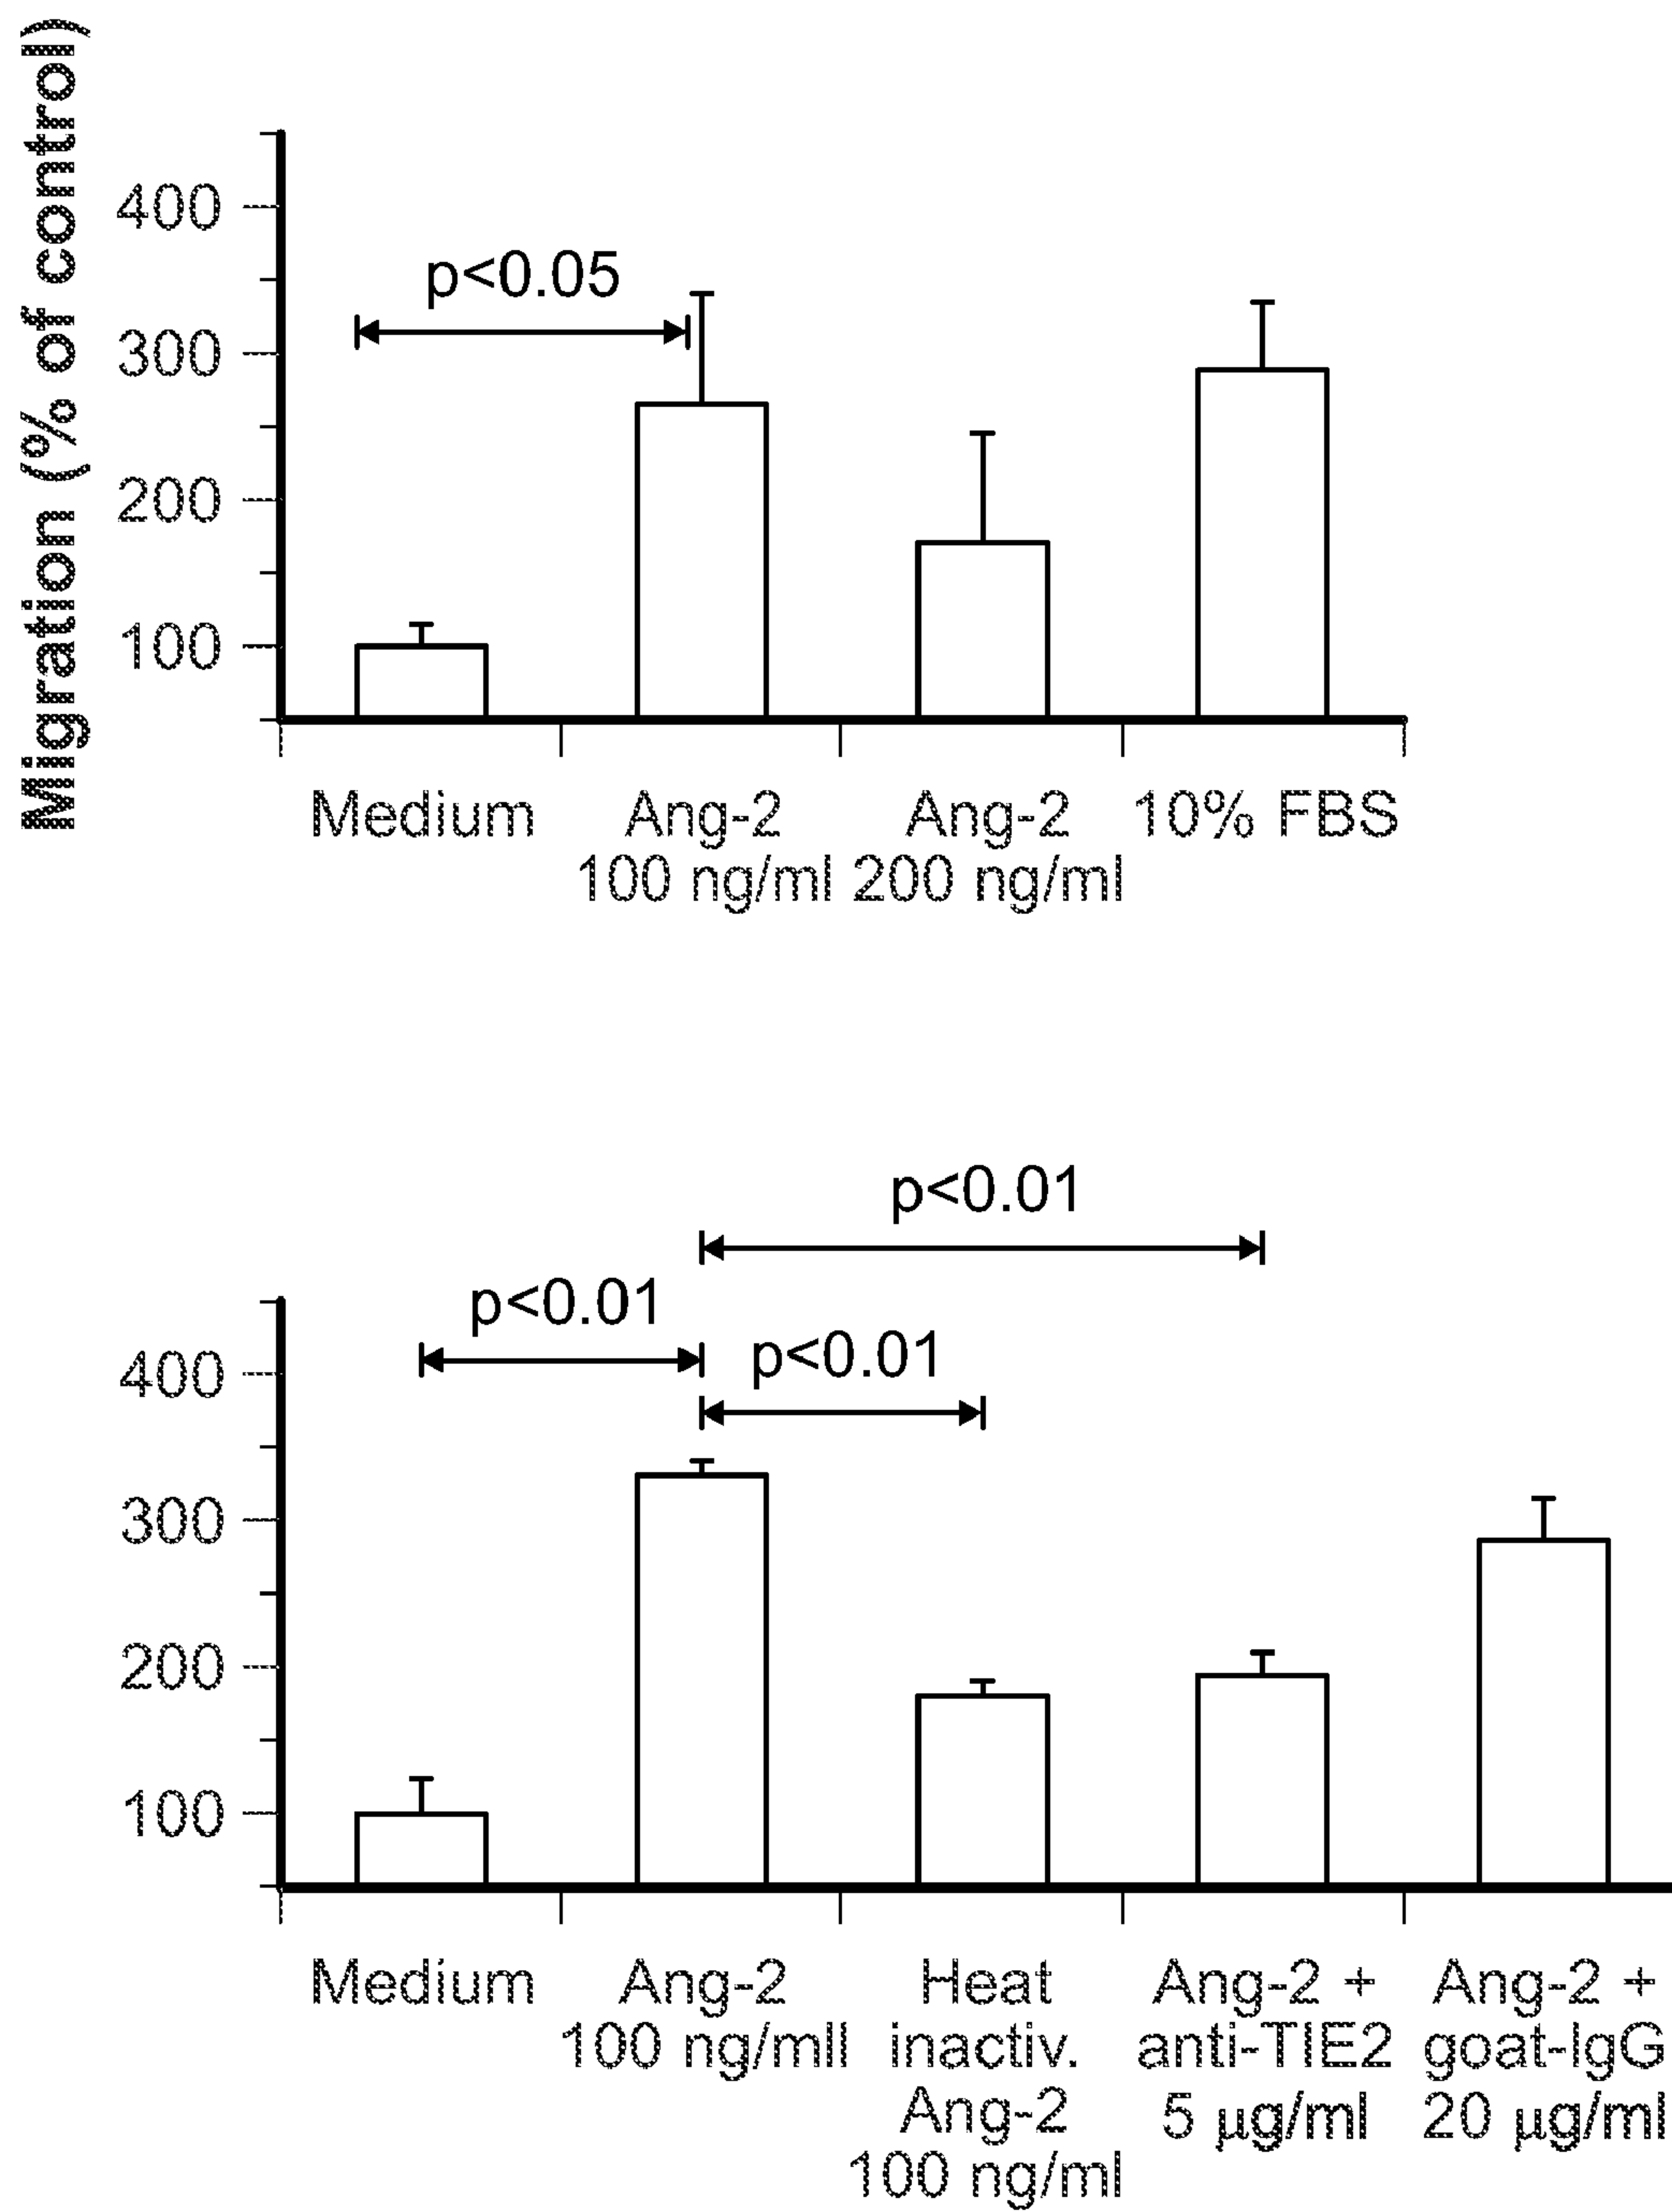 Migration (% of control)
400
300
200
100
p<0.05
Medium
Ang-2
100 ng/ml
Ang-2
200 ng/ml
10% FBS
p<0.01
p<0.01
p<0.01
400
300
200
100
Medium
Ang-2
100 ng/mll
Heat
inactiv.
Ang-2
100 ng/ml
Ang-2 +
anti-TIE2
5 µg/ml
Ang-2 +
goat-IgG
20 µg/ml